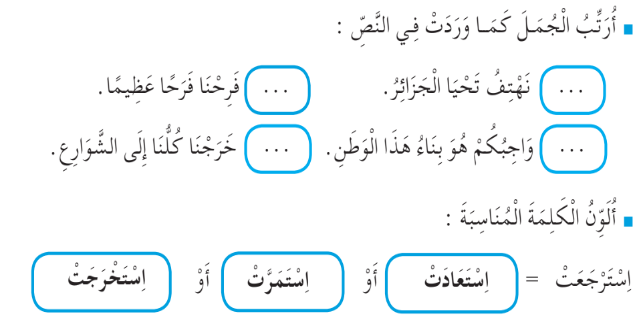 ▪ أُرَتِّبُ الْجُمَلَ كَمَا وَرَدَتْ فِي النَّصِّ :
... نَهْتِفُ تَحْيَا الْجَزَائِرُ. ... فَرِحْنَا فَرَحًا عَظِيمًا.
... وَاجِبُكُمْ هُوَ بِنَاءُ هَذَا الْوَطَنِ. ... خَرَجْنَا كُلُّنَا إِلَى الشَّوَارِعِ.
▪ أُلَوِّنُ الْكَلِمَةَ الْمُنَاسِبَةَ :
اِسْتَرْجَعَتْ = اِسْتَعَادَتْ أَوْ اِسْتَمَرَّتْ أَوْ اِسْتَخْرَجَتْ